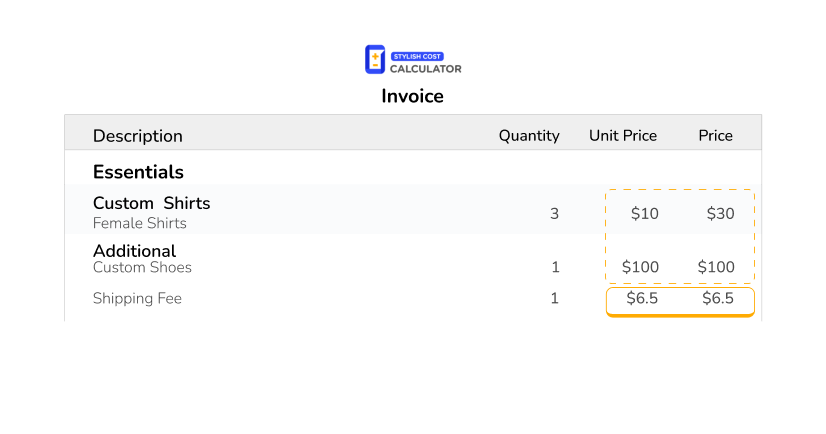 STYLISH COST
CALCULATOR
Invoice
Description Quantity Unit Price Price
Essentials
Custom Shirts
Female Shirts 3 $10 $30
Additional
Custom Shoes 1 $100 $100
Shipping Fee 1 $6.5 $6.5